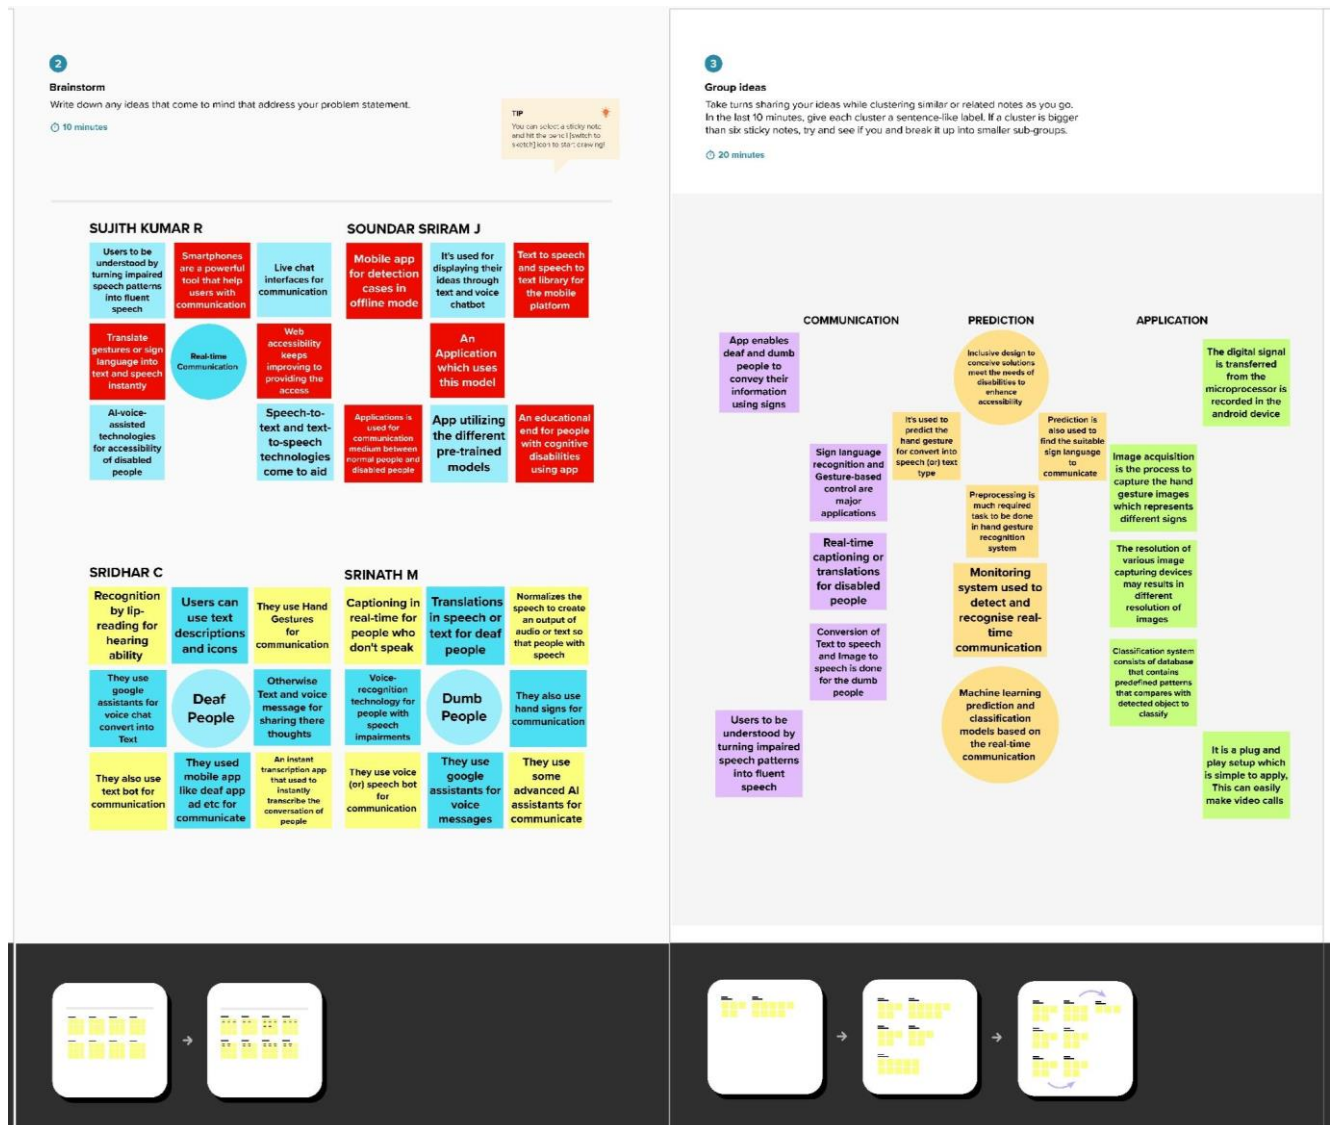 2
Brainstorm
Write down any ideas that come to mind that address your problem statement.
10 minutes
TIP
You can select a sticky note
and hit the pencil [switch to
sketch] icon to start drawing!
SUJITH KUMAR R
Users to be
understood by
turning impaired
speech patterns
into fluent
speech
Smartphones
are a powerful
tool that help
users with
communication
Live chat
interfaces for
communication
Translate
gestures or sign
language into
text and speech
instantly
Real-time
Communication
Web
accessibility
keeps
improving to
providing the
access
AI-voice-
assisted
technologies
for accessibility
of disabled
people
Speech-to-
text and text-
to-speech
technologies
come to aid
SOUNDAR SRIRAM J
Mobile app
for detection
cases in
offline mode
It's used for
displaying their
ideas through
text and voice
chatbot
Text to speech
and speech to
text library for
the mobile
platform
An
Application
which uses
this model
Applications is
used for
communication
medium between
normal people and
disabled people
App utilizing
the different
pre-trained
models
An educational
end for people
with cognitive
disabilities
using app
SRIDHAR C
Recognition
by lip-
reading for
hearing
ability
Users can
use text
descriptions
and icons
They use Hand
Gestures
for
communication
They use
google
assistants for
voice chat
convert into
Text
Deaf
People
Otherwise
Text and voice
message for
sharing there
thoughts
They also use
text bot for
communication
They used
mobile app
like deaf app
ad etc for
communicate
An instant
transcription app
that used to
instantly
transcribe the
conversation of
people
SRINATH M
Captioning in
real-time for
people who
don't speak
Translations
in speech or
text for deaf
people
Normalizes the
speech to create
an output of
audio or text so
that people with
speech
Voice-
recognition
technology for
people with
speech
impairments
Dumb
People
They also use
hand signs for
communication
They use voice
(or) speech bot
for
communication
They use
google
assistants for
voice
messages
They use
some
advanced AI
assistants for
communicate
3
Group ideas
Take turns sharing your ideas while clustering similar or related notes as you go.
In the last 10 minutes, give each cluster a sentence-like label. If a cluster is bigger
than six sticky notes, try and see if you and break it up into smaller sub-groups.
20 minutes
COMMUNICATION
App enables
deaf and dumb
people to
convey their
information
using signs
Sign language
recognition and
Gesture-based
control are
major
applications
Real-time
captioning or
translations
for disabled
people
Conversion of
Text to speech
and Image to
speech is done
for the dumb
people
Users to be
understood by
turning impaired
speech patterns
into fluent
speech
PREDICTION
Inclusive design to
conceive solutions
meet the needs of
disabilities to
enhance
accessibility
It's used to
predict the
hand gesture
for convert into
speech (or) text
type
Prediction is
also used to
find the suitable
sign language
to
communicate
Preprocessing is
much required
task to be done
in hand gesture
recognition
system
Monitoring
system used to
detect and
recognise real-
time
communication
Machine learning
prediction and
classification
models based on
the real-time
communication
APPLICATION
The digital signal
is transferred
from the
microprocessor is
recorded in the
android device
Image acquisition
is the process to
capture the hand
gesture images
which represents
different signs
The resolution of
various image
capturing devices
may results in
different
resolution of
images
Classification system
consists of database
that contains
predefined patterns
that compares with
detected object to
classify
It is a plug and
play setup which
is simple to apply.
This can easily
make video calls